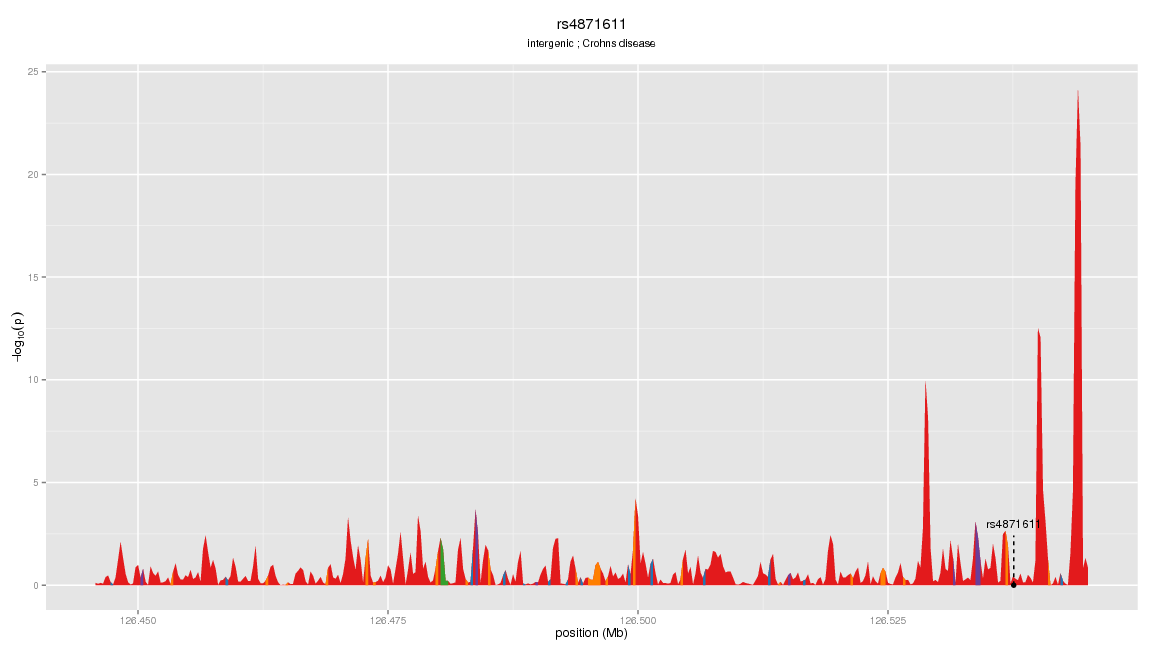 rs4871611
intergenic ; Crohns disease
25
20
15
10
5
0
−log10(p)
rs4871611
126.450 126.475 126.500 126.525
position (Mb)